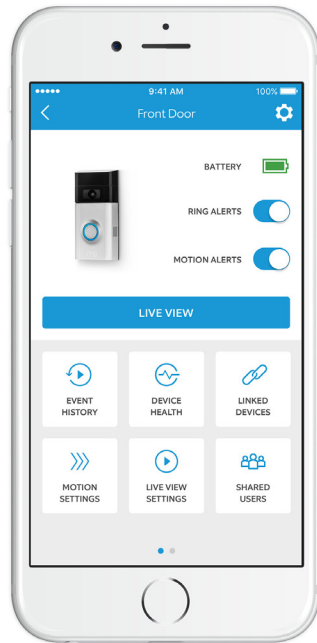 9:41 AM
100%
Front Door
BATTERY
RING ALERTS
MOTION ALERTS
LIVE VIEW
EVENT
HISTORY
DEVICE
HEALTH
LINKED
DEVICES
MOTION
SETTINGS
LIVE VIEW
SETTINGS
SHARED
USERS